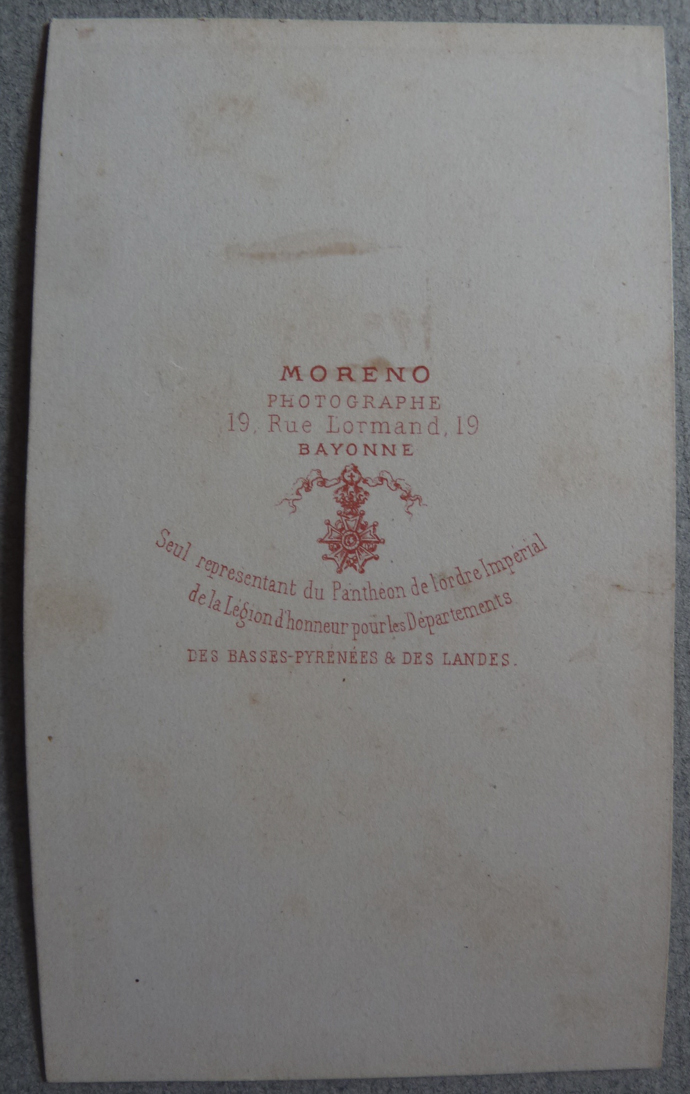 MORENO
PHOTOGRAPHE
19, Rue Lormand, 19
BAYONNE
Seul representant du Panthéon de l'ordre Impérial
de la Légion d'honneur pour les Départements
DES BASSES-PYRÉNÉES & DES LANDES.